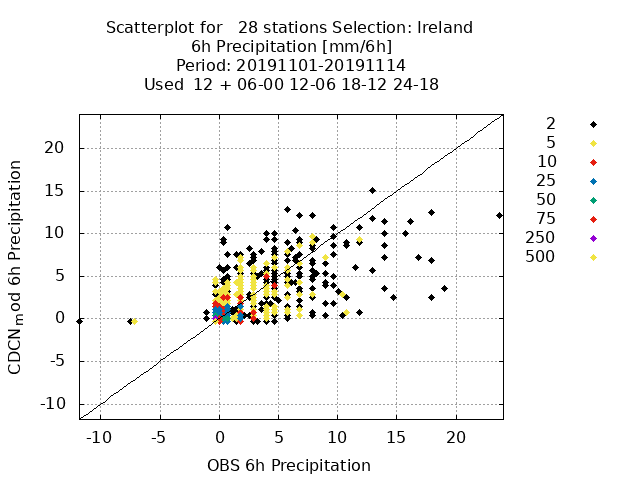 Scatterplot for   28 stations Selection: Ireland
6h Precipitation [mm/6h]
Period: 20191101-20191114
Used  12 + 06-00 12-06 18-12 24-18
2
5
10
25
50
75
250
500
20
15
10
5
0
-5
-10
CDCNmod 6h Precipitation
-10 -5 0 5 10 15 20
OBS 6h Precipitation